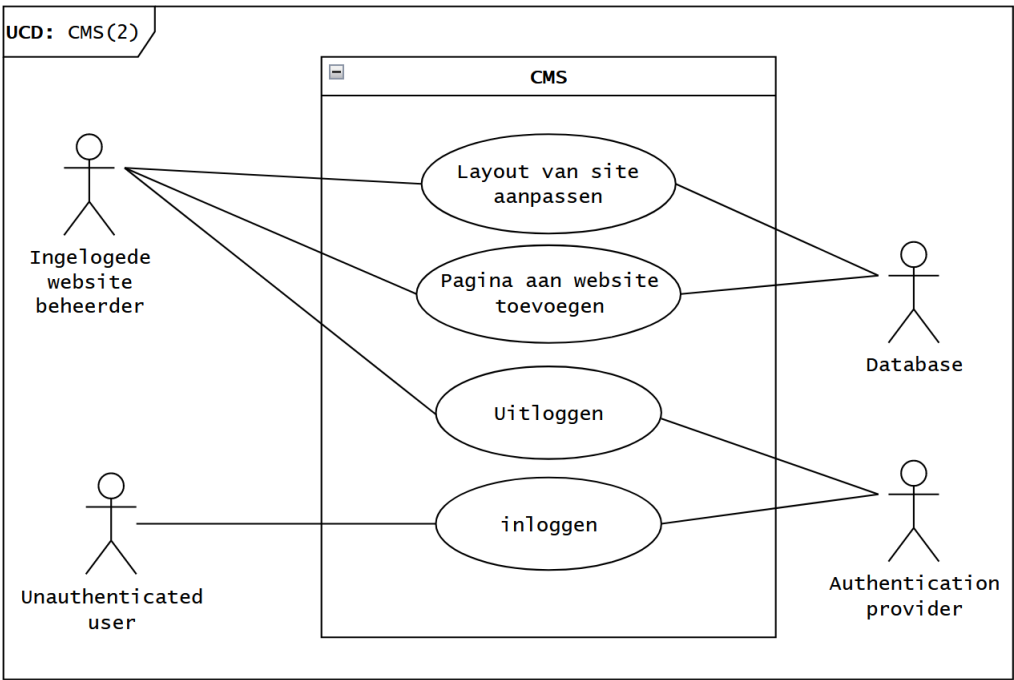 UCD: CMS(2)
CMS
Layout van site
aanpassen
Ingelogede
website
beheerder
Pagina aan website
toevoegen
Database
Uitloggen
inloggen
Unauthenticated
user
Authentication
provider